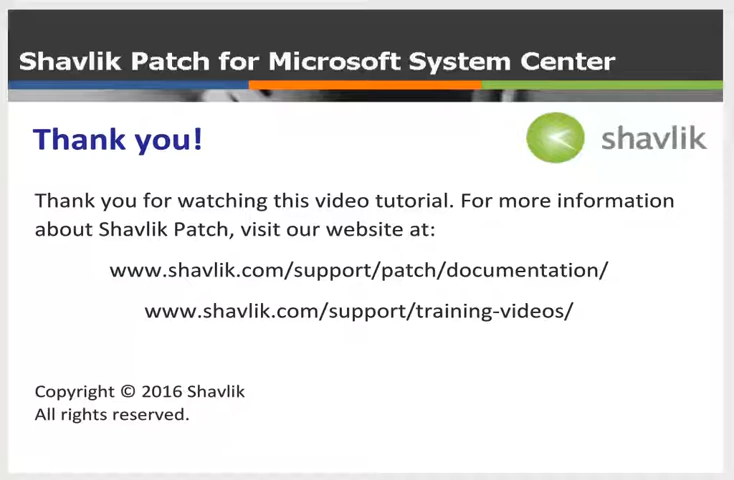 Shavlik Patch for Microsoft System Center
Thank you!
shavlik
Thank you for watching this video tutorial. For more information
about Shavlik Patch, visit our website at:
www.shavlik.com/support/patch/documentation/
www.shavlik.com/support/training-videos/
Copyright © 2016 Shavlik
All rights reserved.